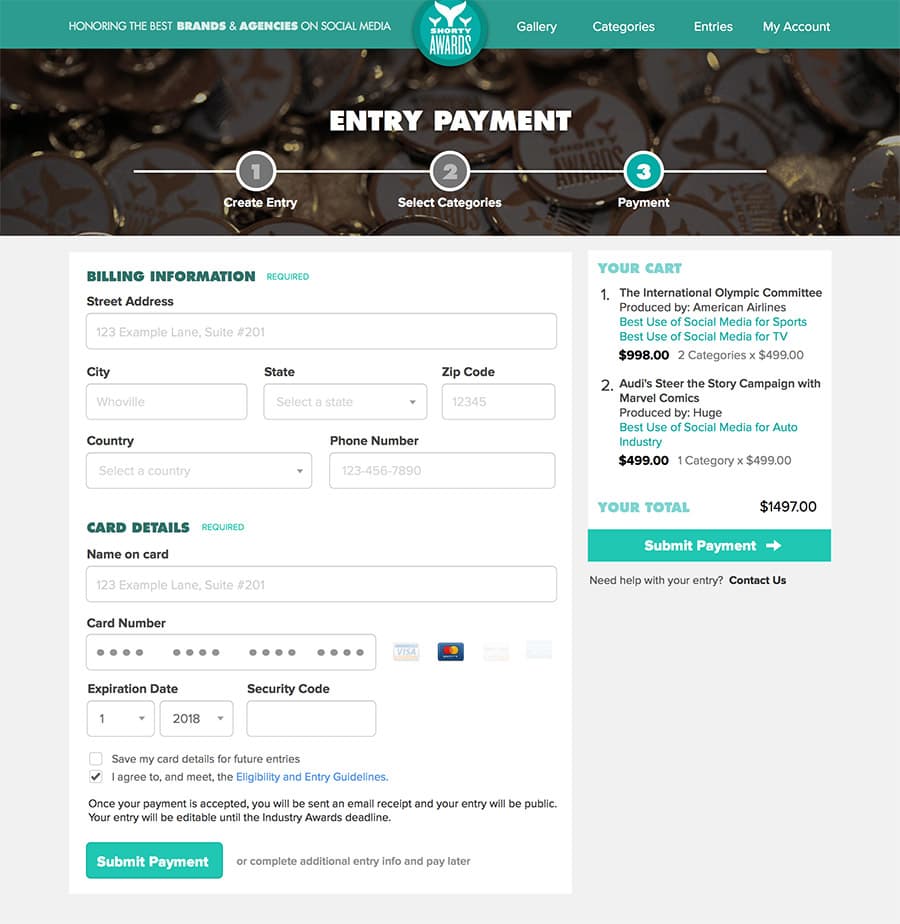 HONORING THE BEST BRANDS & AGENCIES ON SOCIAL MEDIA
SHORTY
AWARDS
Gallery
Categories
Entries
My Account
ENTRY PAYMENT
1
2
3
Create Entry
Select Categories
Payment
BILLING INFORMATION REQUIRED
Street Address
123 Example Lane, Suite #201
City
State
Zip Code
Whoville
Select a state
12345
Country
Phone Number
Select a country
123-456-7890
CARD DETAILS REQUIRED
Name on card
123 Example Lane, Suite #201
Card Number
VISA
Expiration Date
Security Code
1
2018
Save my card details for future entries
I agree to, and meet, the Eligibility and Entry Guidelines.
Once your payment is accepted, you will be sent an email receipt and your entry will be public.
Your entry will be editable until the Industry Awards deadline.
Submit Payment
or complete additional entry info and pay later
YOUR CART
1. The International Olympic Committee
Produced by: American Airlines
Best Use of Social Media for Sports
Best Use of Social Media for TV
$998.00 2 Categories x $499.00
2. Audi's Steer the Story Campaign with
Marvel Comics
Produced by: Huge
Best Use of Social Media for Auto
Industry
$499.00 1 Category x $499.00
YOUR TOTAL $1497.00
Submit Payment →
Need help with your entry? Contact Us